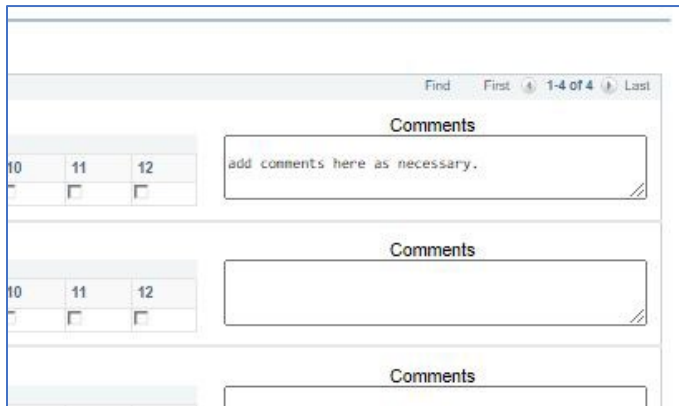 Find First 1-4 of 4 Last
Comments
10 11 12
add comments here as necessary.
Comments
10 11 12
Comments